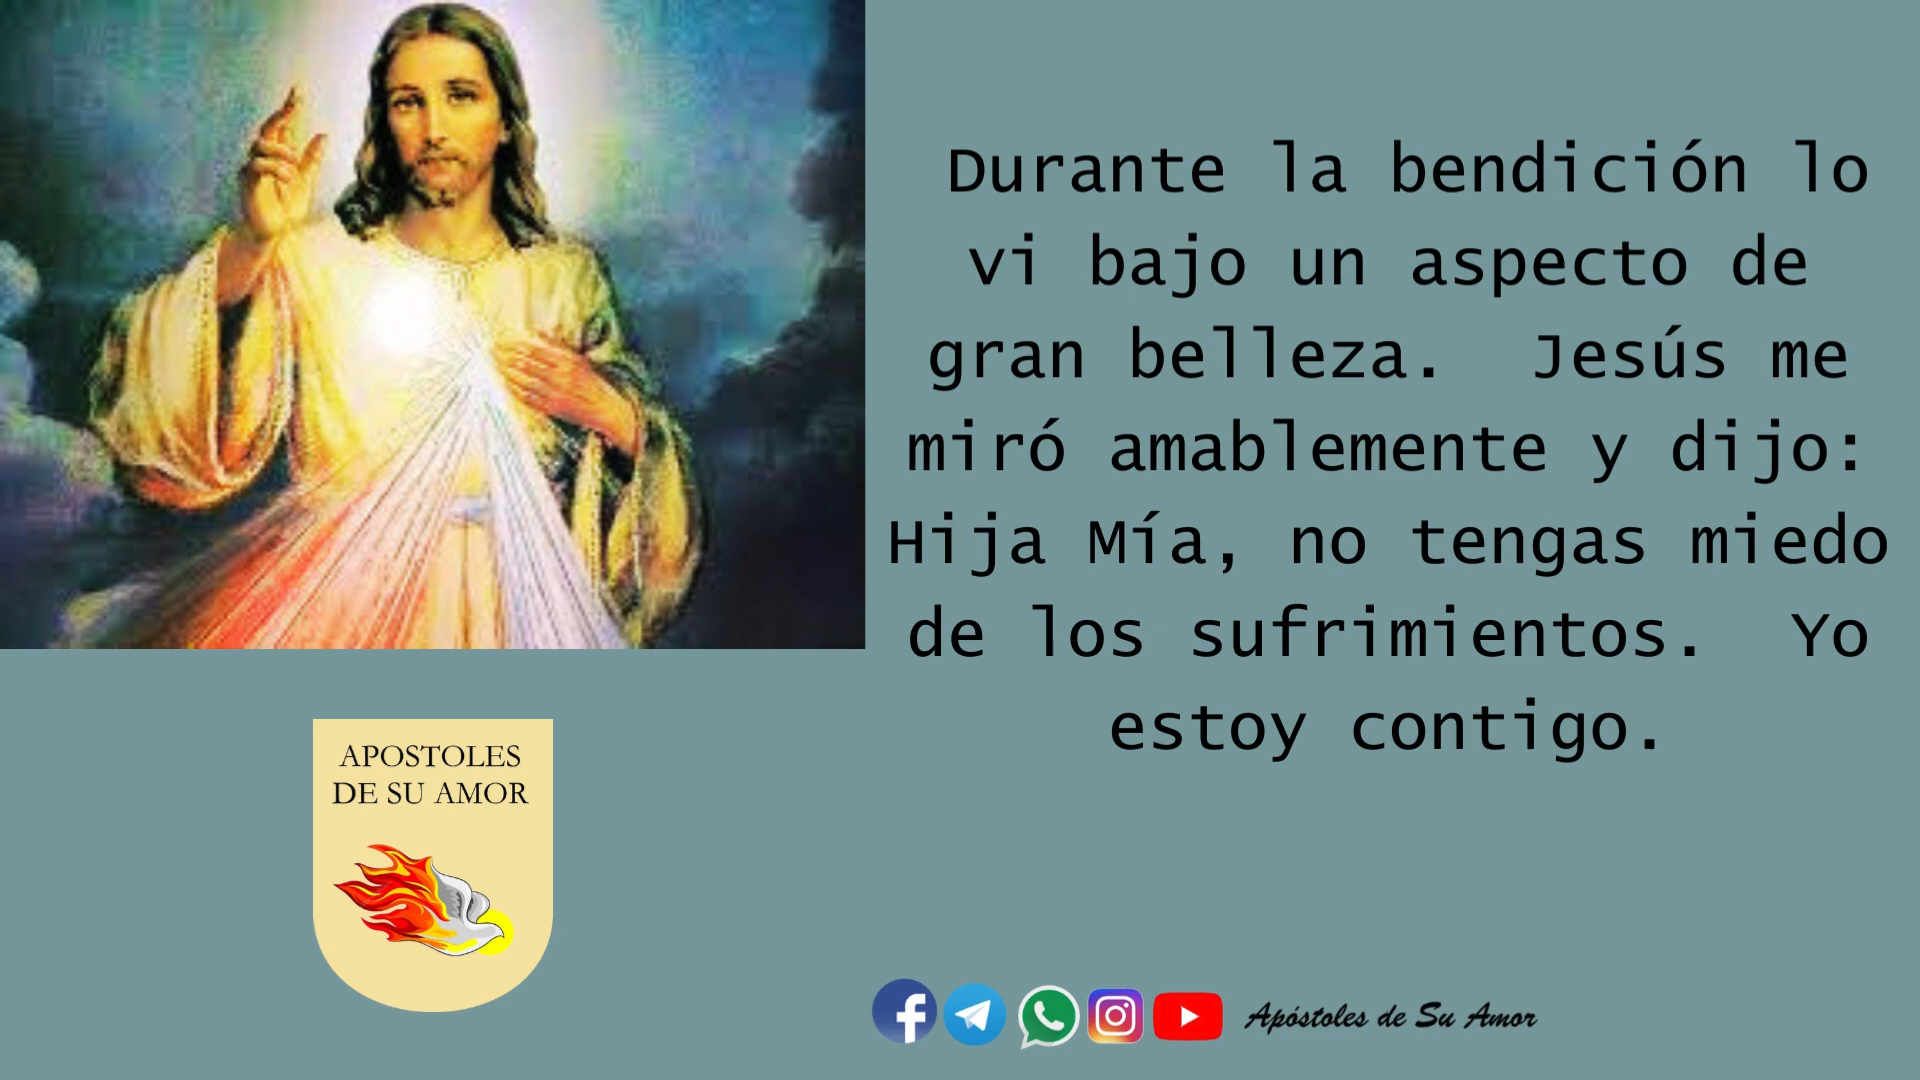 Durante la bendición lo
vi bajo un aspecto de
gran belleza.  Jesús me
miró amablemente y dijo:
Hija Mía, no tengas miedo
de los sufrimientos.  Yo
estoy contigo.
APOSTOLES
DE SU AMOR
Apóstoles de Su Amor